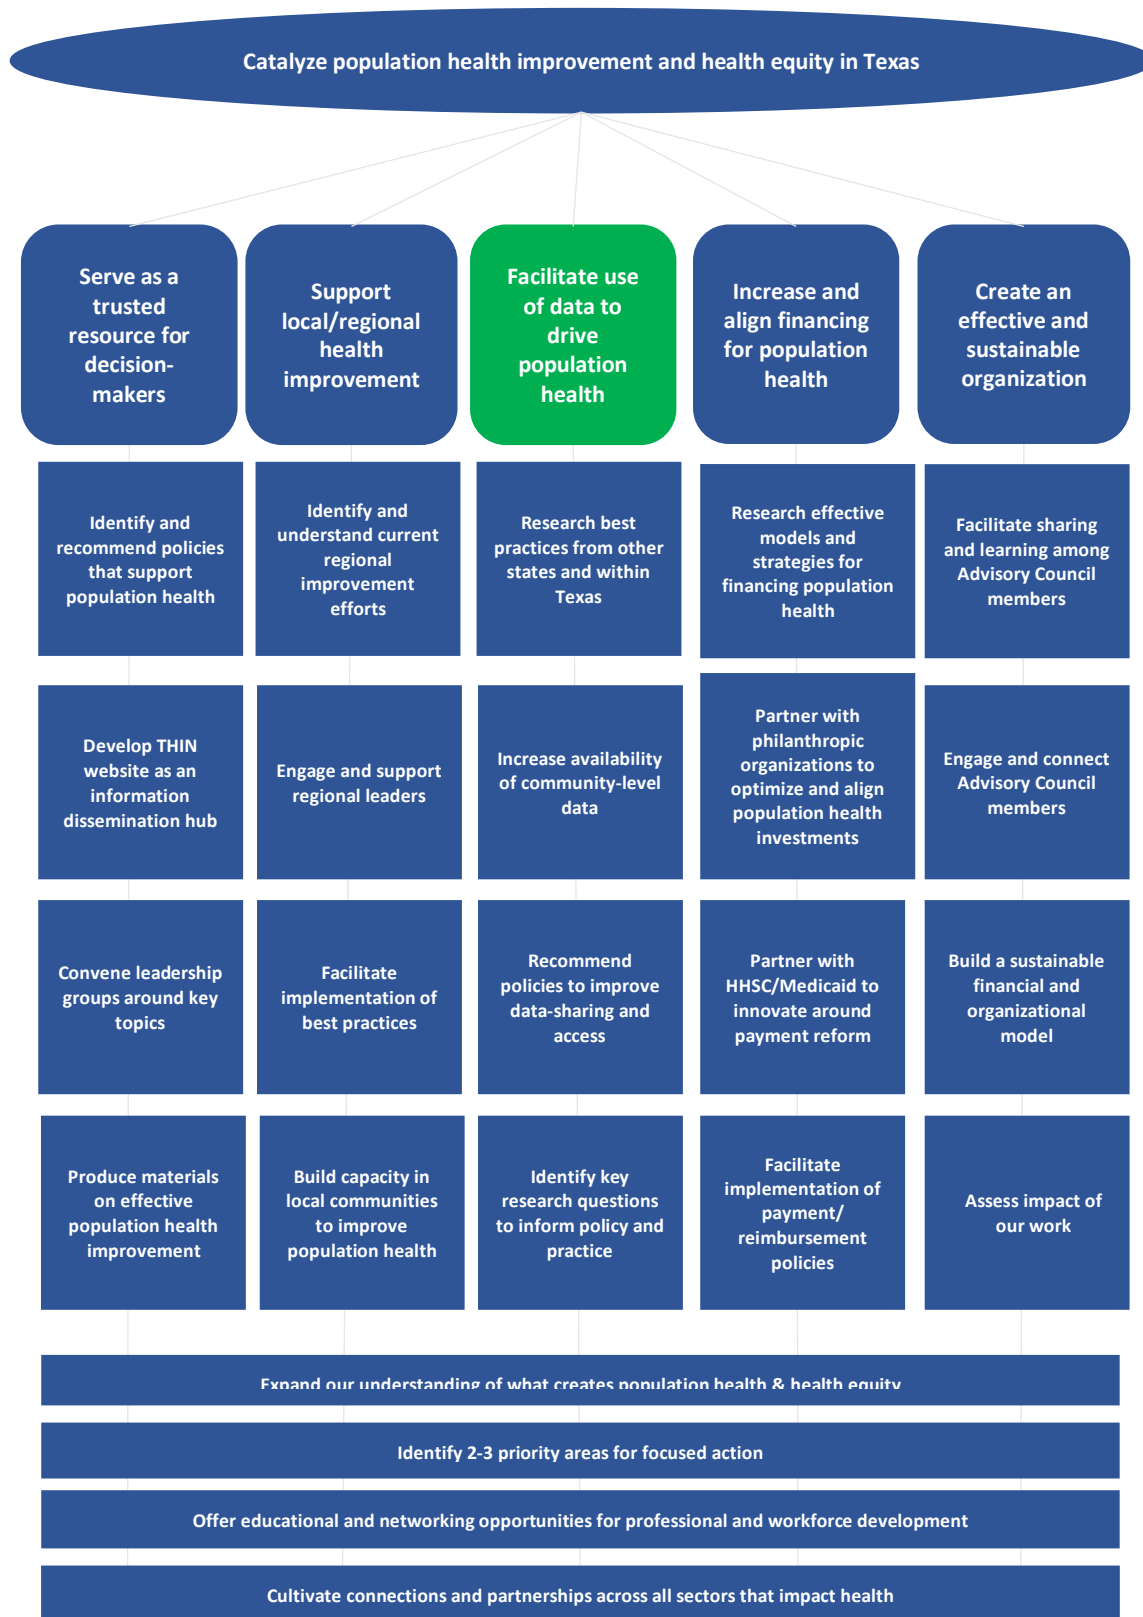 Catalyze population health improvement and health equity in Texas
Serve as a
trusted
resource for
decision-
makers
Support
local/regional
health
improvement
Facilitate use
of data to
drive
population
health
Increase and
align financing
for population
health
Create an
effective and
sustainable
organization
Identify and
recommend policies
that support
population health
Identify and
understand current
regional
improvement
efforts
Research best
practices from other
states and within
Texas
Research effective
models and
strategies for
financing population
health
Facilitate sharing
and learning among
Advisory Council
members
Develop THIN
website as an
information
dissemination hub
Engage and support
regional leaders
Increase availability
of community-level
data
Partner with
philanthropic
organizations to
optimize and align
population health
investments
Engage and connect
Advisory Council
members
Convene leadership
groups around key
topics
Facilitate
implementation of
best practices
Recommend
policies to improve
data-sharing and
access
Partner with
HHSC/Medicaid to
innovate around
payment reform
Build a sustainable
financial and
organizational
model
Produce materials
on effective
population health
improvement
Build capacity in
local communities
to improve
population health
Identify key
research questions
to inform policy and
practice
Facilitate
implementation of
payment/
reimbursement
policies
Assess impact of
our work
Expand our understanding of what creates population health & health equity
Identify 2-3 priority areas for focused action
Offer educational and networking opportunities for professional and workforce development
Cultivate connections and partnerships across all sectors that impact health